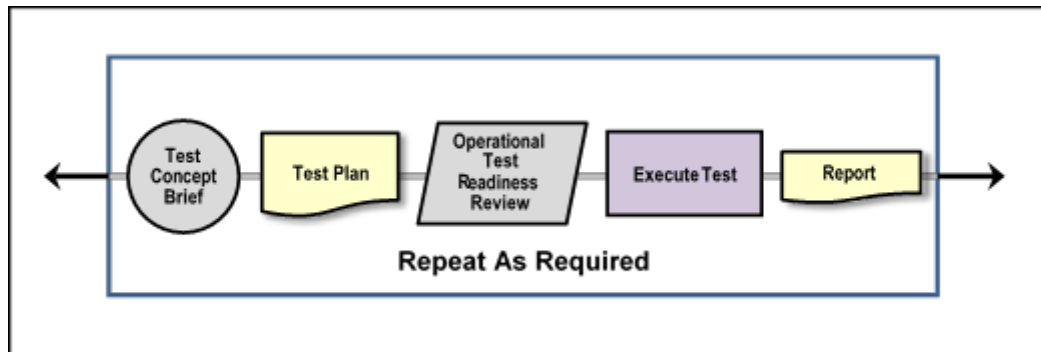 Test
Concept
Brief
Test Plan
Operational
Test
Readiness
Review
Execute Test
Report
Repeat As Required